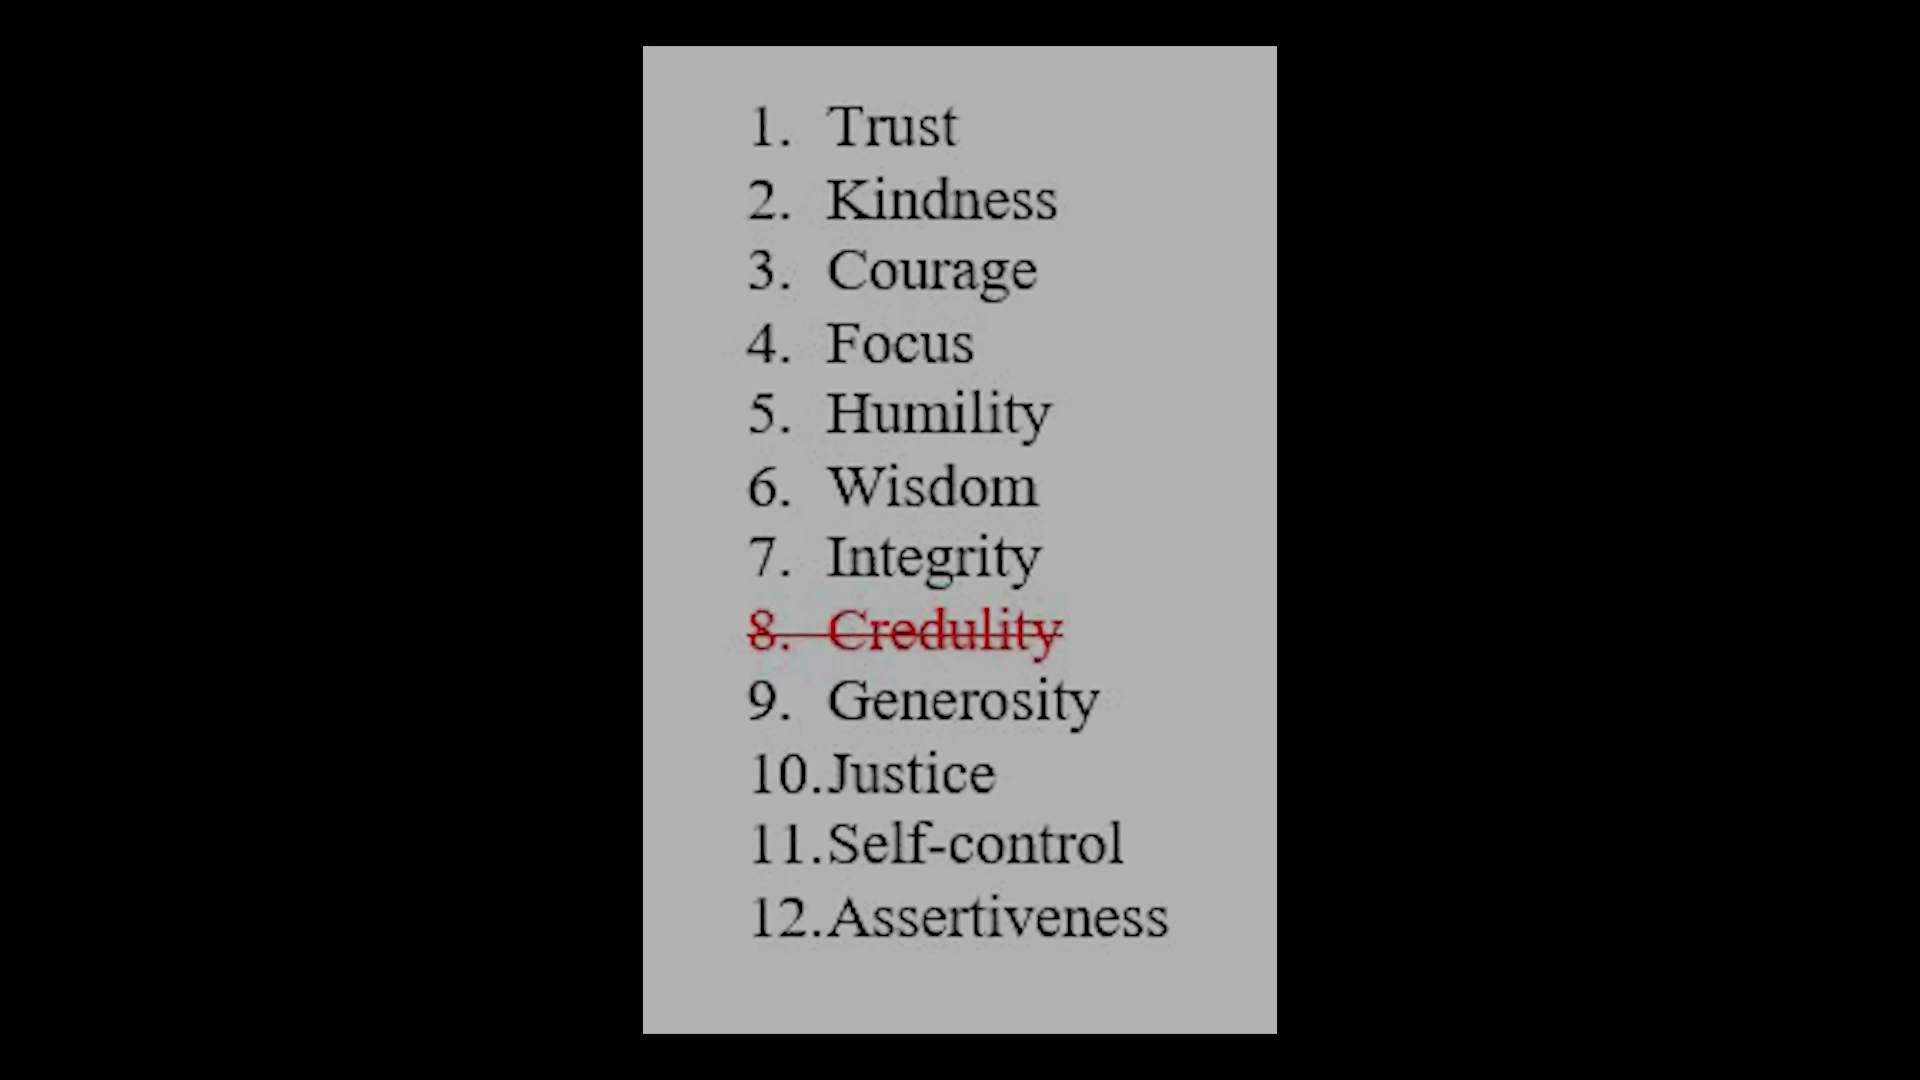 1. Trust
2. Kindness
3. Courage
4. Focus
5. Humility
6. Wisdom
7. Integrity
8. Credulity
9. Generosity
10.Justice
11.Self-control
12.Assertiveness